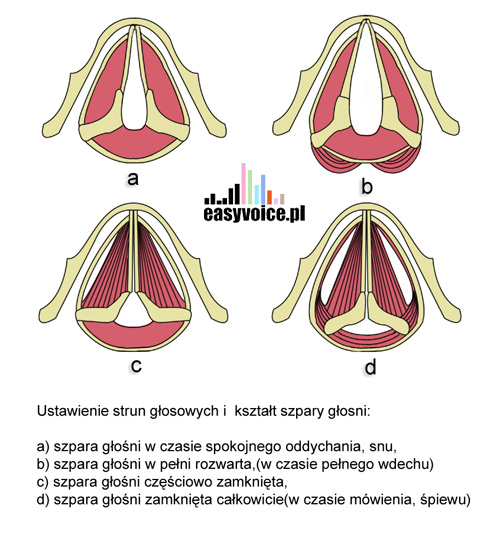 a
b
easyvoice.pl
c
d
Ustawienie strun głosowych i kształt szpary głosni:
a) szpara głośni w czasie spokojnego oddychania, snu,
b) szpara głośni w pełni rozwarta,(w czasie pełnego wdechu)
c) szpara głośni częściowo zamknięta,
d) szpara głośni zamknięta całkowicie(w czasie mówienia, śpiewu)